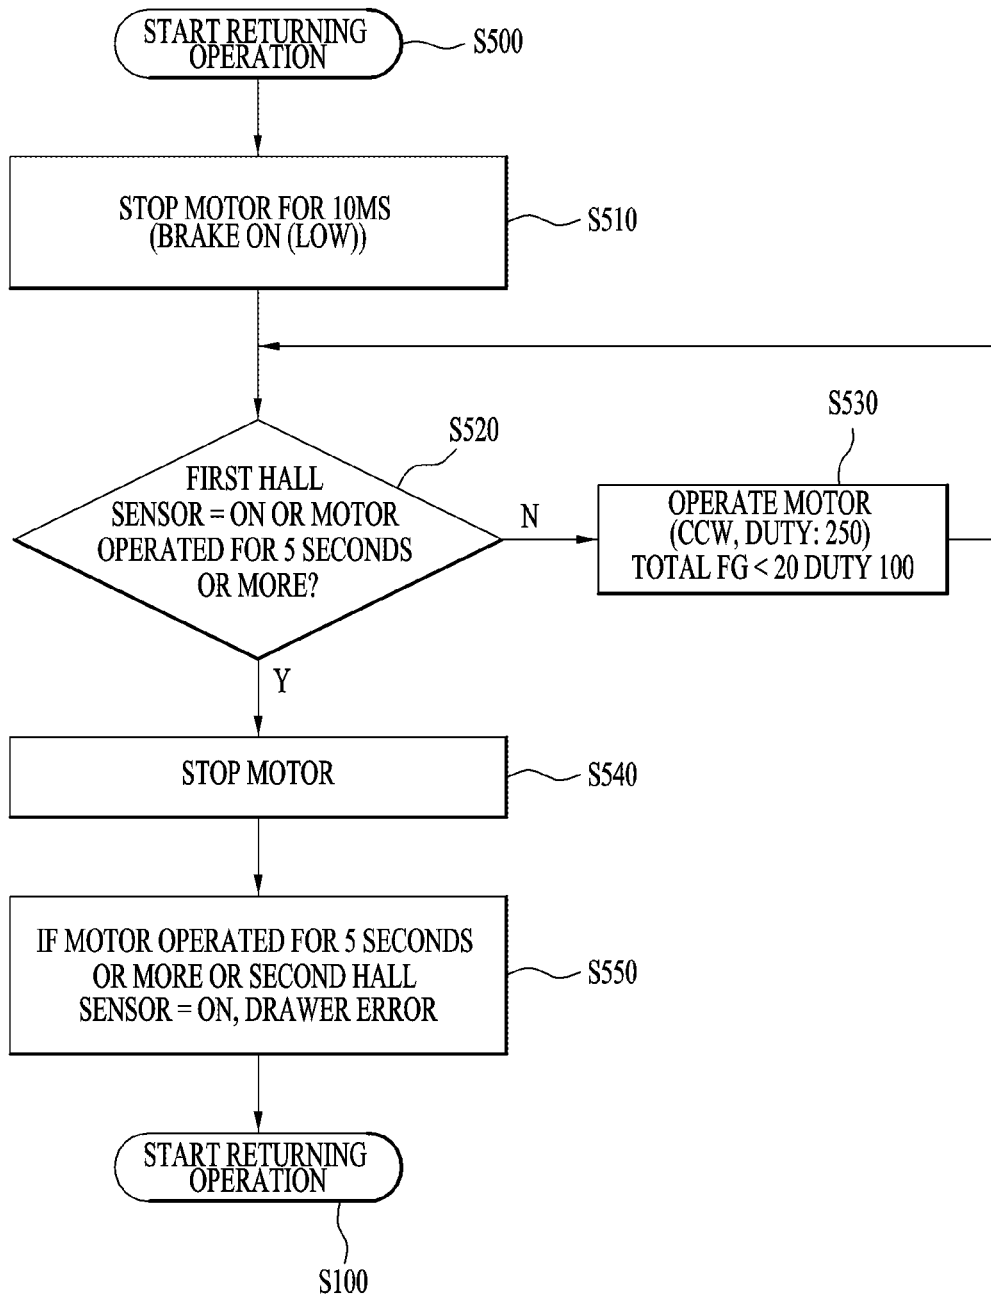 START RETURNING
OPERATION
S500
STOP MOTOR FOR 10MS
(BRAKE ON (LOW))
S510
S520
FIRST HALL
SENSOR = ON OR MOTOR
OPERATED FOR 5 SECONDS
OR MORE?
N
S530
OPERATE MOTOR
(CCW, DUTY: 250)
TOTAL FG < 20 DUTY 100
Y
STOP MOTOR
S540
IF MOTOR OPERATED FOR 5 SECONDS
OR MORE OR SECOND HALL
SENSOR = ON, DRAWER ERROR
S550
START RETURNING
OPERATION
S100